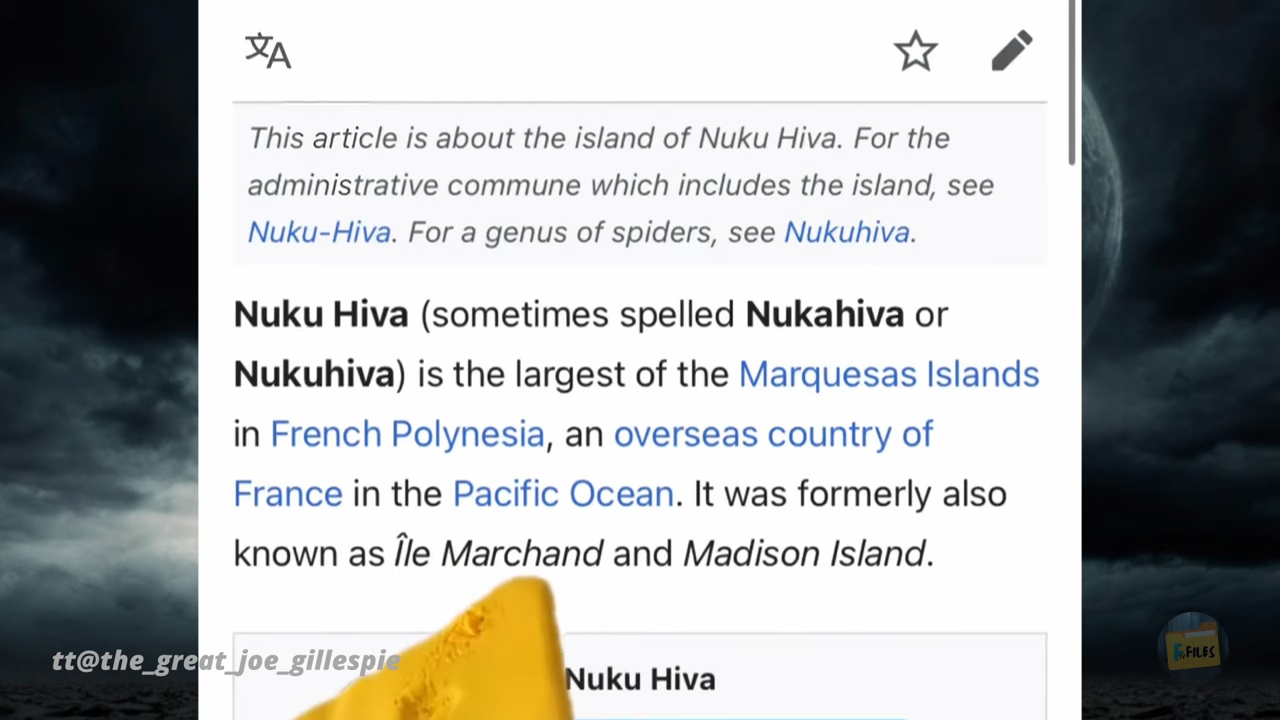 This article is about the island of Nuku Hiva. For the
administrative commune which includes the island, see
Nuku-Hiva. For a genus of spiders, see Nukuhiva.
Nuku Hiva (sometimes spelled Nukahiva or
Nukuhiva) is the largest of the Marquesas Islands
in French Polynesia, an overseas country of
France in the Pacific Ocean. It was formerly also
known as Île Marchand and Madison Island.
tt@the_great_joe_gillespie
Nuku Hiva
FILES